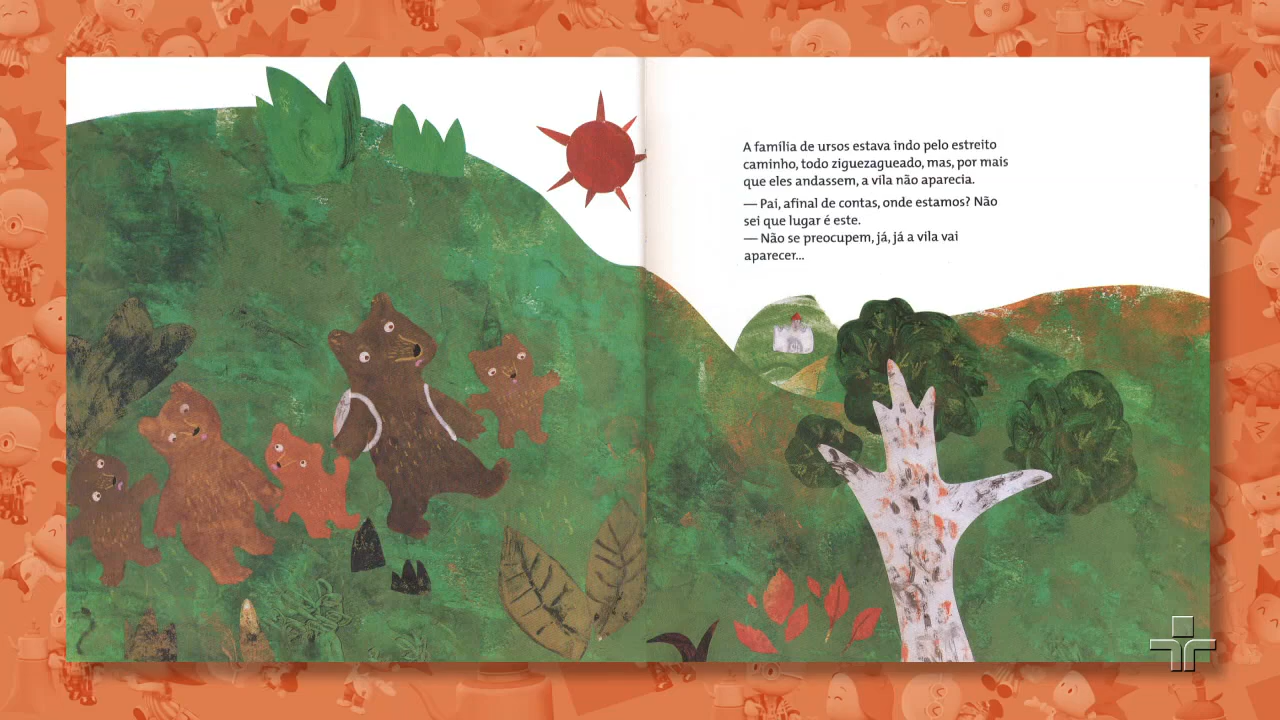 A família de ursos estava indo pelo estreito
caminho, todo ziguezagueado, mas, por mais
que eles andassem, a vila não aparecia.
— Pai, afinal de contas, onde estamos? Não
sei que lugar é este.
— Não se preocupem, já, já a vila vai
aparecer...